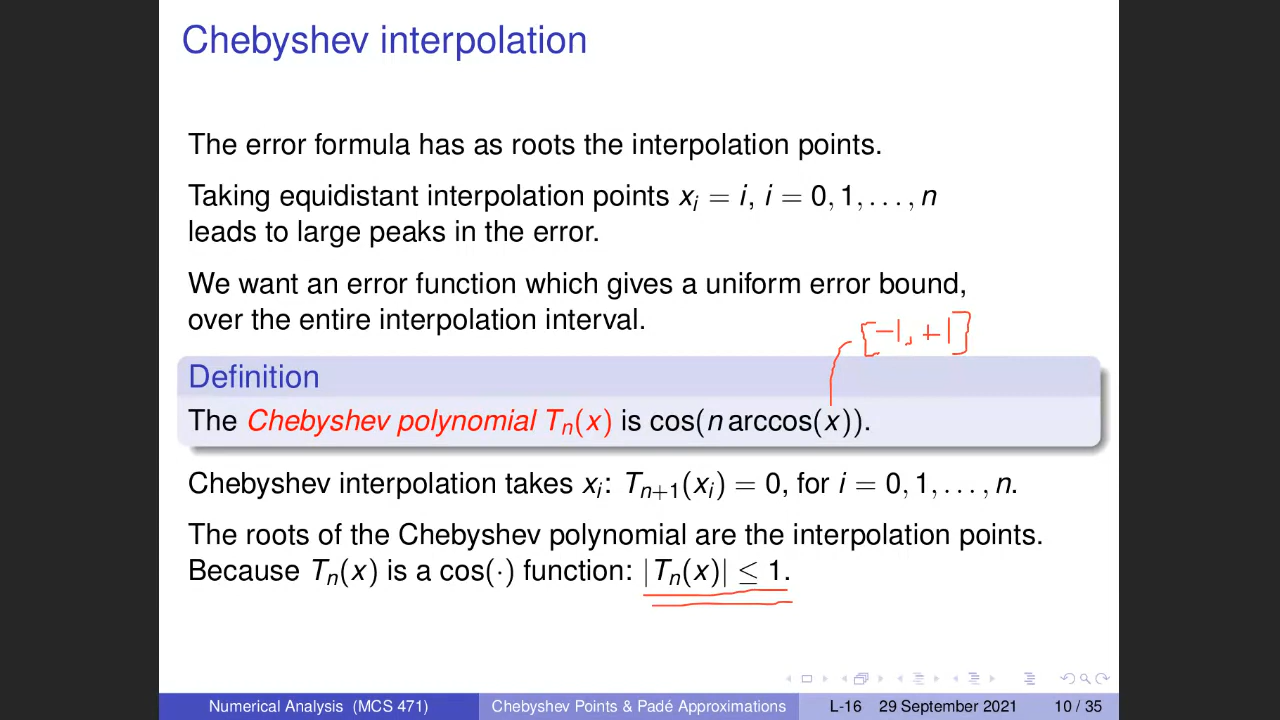 Chebyshev interpolation
The error formula has as roots the interpolation points.
Taking equidistant interpolation points xᵢ = i, i = 0, 1, . . . , n
leads to large peaks in the error.
We want an error function which gives a uniform error bound,
over the entire interpolation interval.
[-1, +1]
Definition
The Chebyshev polynomial Tₙ(x) is cos(n arccos(x)).
Chebyshev interpolation takes xᵢ: Tₙ₊₁(xᵢ) = 0, for i = 0, 1, . . . , n.
The roots of the Chebyshev polynomial are the interpolation points.
Because Tₙ(x) is a cos(·) function: |Tₙ(x)| ≤ 1.
Numerical Analysis (MCS 471) Chebyshev Points & Padé Approximations L-16 29 September 2021 10 / 35